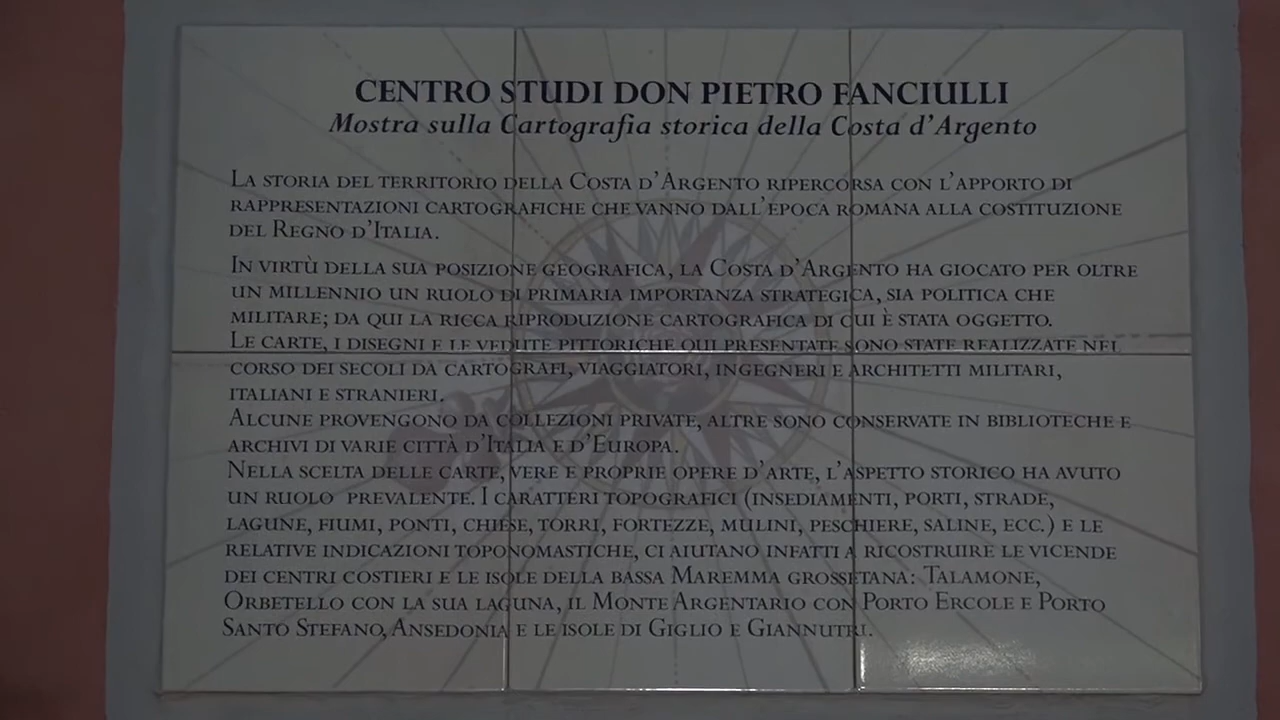 CENTRO STUDI DON PIETRO FANCIULLI
Mostra sulla Cartografia storica della Costa d'Argento
LA STORIA DEL TERRITORIO DELLA COSTA D'ARGENTO RIPERCORSA CON L'APPORTO DI
RAPPRESENTAZIONI CARTOGRAFICHE CHE VANNO DALL'EPOCA ROMANA ALLA COSTITUZIONE
DEL REGNO D'ITALIA.
IN VIRTÙ DELLA SUA POSIZIONE GEOGRAFICA, LA COSTA D'ARGENTO HA GIOCATO PER OLTRE
UN MILLENNIO UN RUOLO DI PRIMARIA IMPORTANZA STRATEGICA, SIA POLITICA CHE
MILITARE; DA QUI LA RICCA RIPRODUZIONE CARTOGRAFICA DI CUI È STATA OGGETTO.
LE CARTE, I DISEGNI E LE VEDUTE PITTORICHE QUI PRESENTATE SONO STATE REALIZZATE NEL
CORSO DEI SECOLI DA CARTOGRAFI, VIAGGIATORI, INGEGNERI E ARCHITETTI MILITARI,
ITALIANI E STRANIERI.
ALCUNE PROVENGONO DA COLLEZIONI PRIVATE, ALTRE SONO CONSERVATE IN BIBLIOTECHE E
ARCHIVI DI VARIE CITTÀ D'ITALIA E D'EUROPA.
NELLA SCELTA DELLE CARTE, VERE E PROPRIE OPERE D'ARTE, L'ASPETTO STORICO HA AVUTO
UN RUOLO PREVALENTE. I CARATTERI TOPOGRAFICI (INSEDIAMENTI, PORTI, STRADE,
LAGUNE, FIUMI, PONTI, CHIESE, TORRI, FORTEZZE, MULINI, PESCHIERE, SALINE, ECC.) E LE
RELATIVE INDICAZIONI TOPONOMASTICHE, CI AIUTANO INFATTI A RICOSTRUIRE LE VICENDE
DEI CENTRI COSTIERI E LE ISOLE DELLA BASSA MAREMMA GROSSETANA: TALAMONE,
ORBETELLO CON LA SUA LAGUNA, IL MONTE ARGENTARIO CON PORTO ERCOLE E PORTO
SANTO STEFANO, ANSEDONIA E LE ISOLE DI GIGLIO E GIANNUTRI.